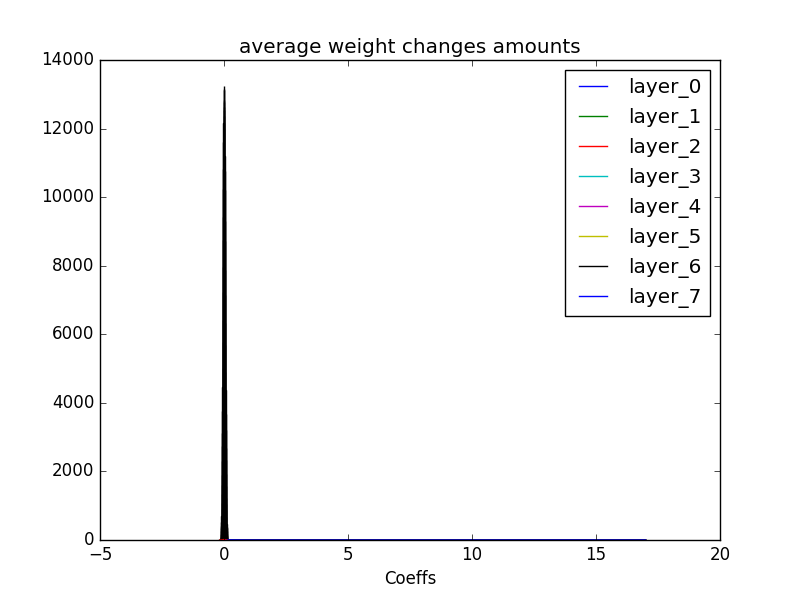 average weight changes amounts
14000
12000
10000
8000
6000
4000
2000
0
−5
0
5
10
15
20
Coeffs
layer_0
layer_1
layer_2
layer_3
layer_4
layer_5
layer_6
layer_7